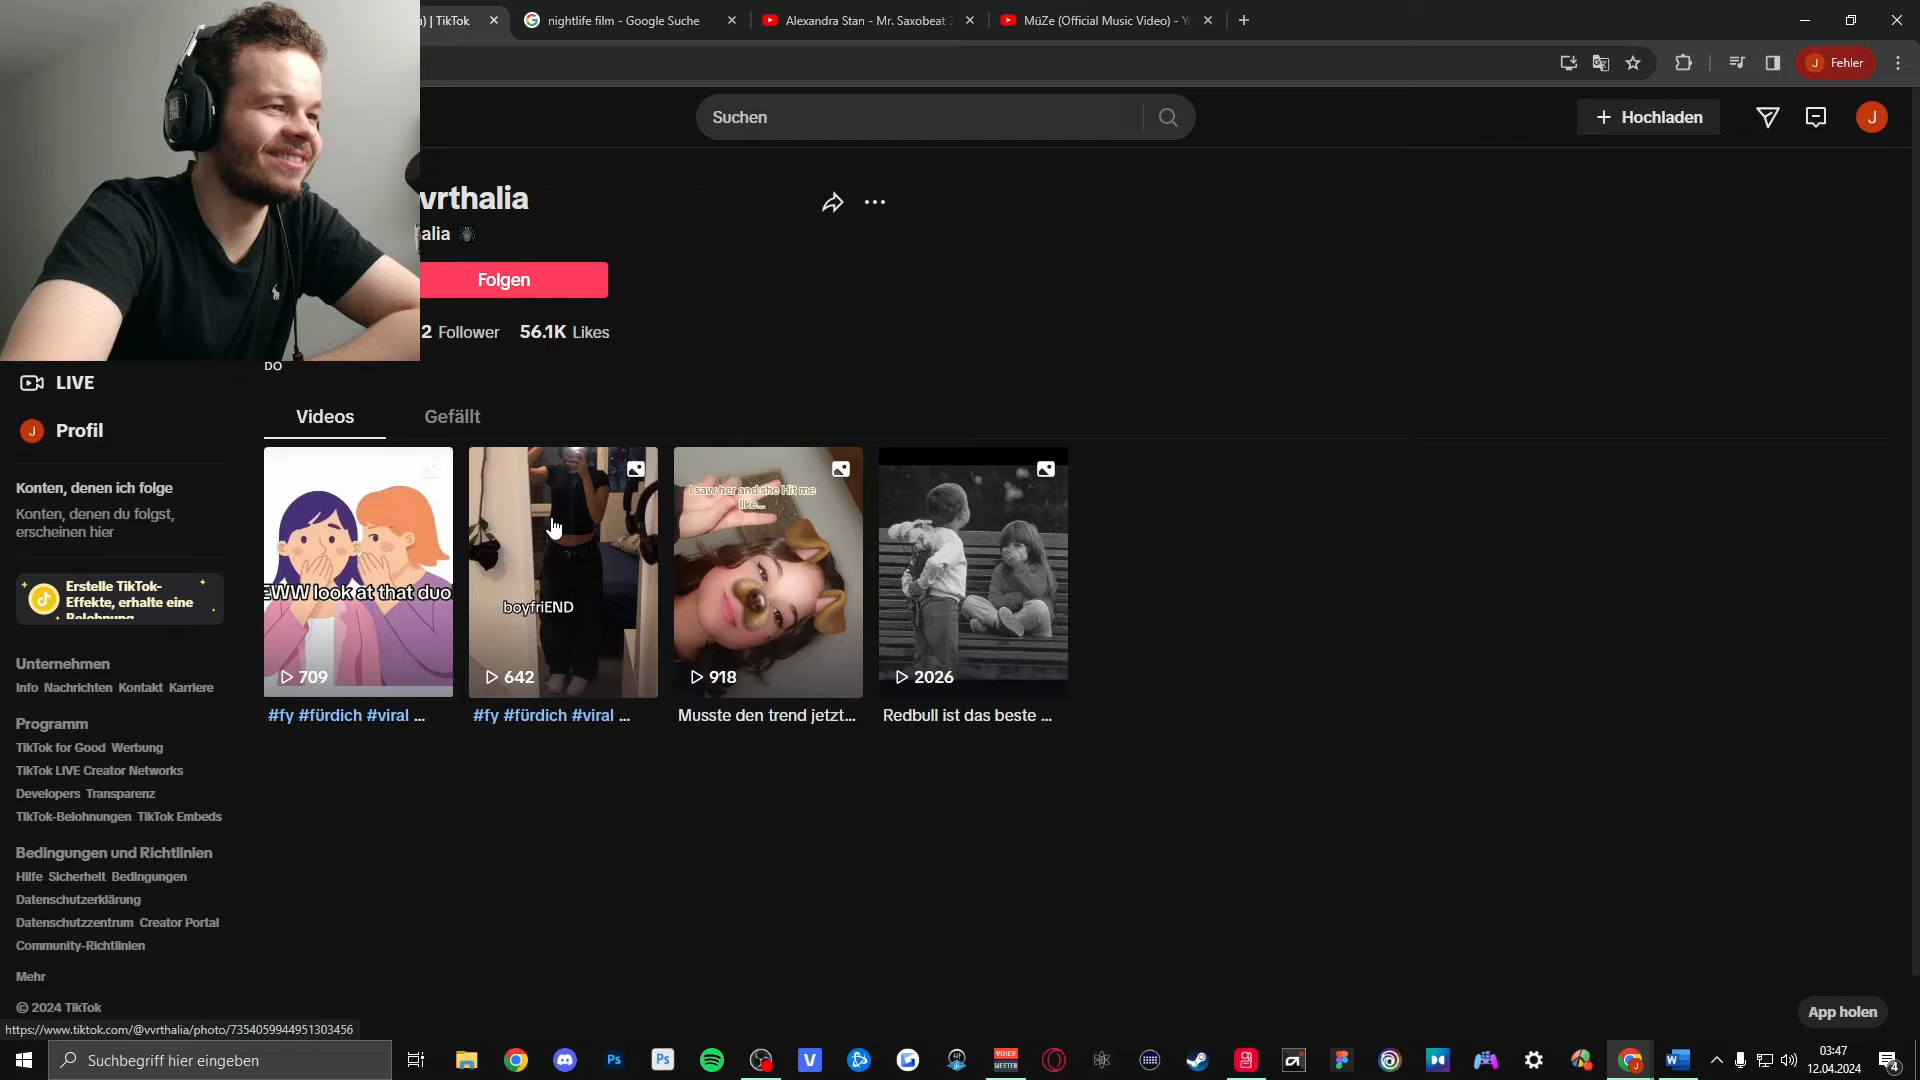 ) | TikTok
nightlife film - Google Suche
Alexandra Stan - Mr. Saxobeat
MüZe (Official Music Video) - Y
J Fehler
Suchen
Hochladen
J
vrthalia
alia
Folgen
2 Follower 56.1K Likes
DO
LIVE
J Profil
Videos
Gefällt
Konten, denen ich folge
Konten, denen du folgst,
erscheinen hier
Erstelle TikTok-
Effekte, erhalte eine
Belohnung
EWW look at that duo
709
#fy #fürdich #viral ...
boyfriEND
642
#fy #fürdich #viral ...
I saw her and she Hit me
like...
918
Musste den trend jetzt...
2026
Redbull ist das beste ...
Unternehmen
Info Nachrichten Kontakt Karriere
Programm
TikTok for Good Werbung
TikTok LIVE Creator Networks
Developers Transparenz
TikTok-Belohnungen TikTok Embeds
Bedingungen und Richtlinien
Hilfe Sicherheit Bedingungen
Datenschutzerklärung
Datenschutzzentrum Creator Portal
Community-Richtlinien
Mehr
© 2024 TikTok
App holen
https://www.tiktok.com/@vvrthalia/photo/7354059944951303456
Suchbegriff hier eingeben
Ps
Ps
V
VOICE
MEETER
W
03:47
12.04.2024
4